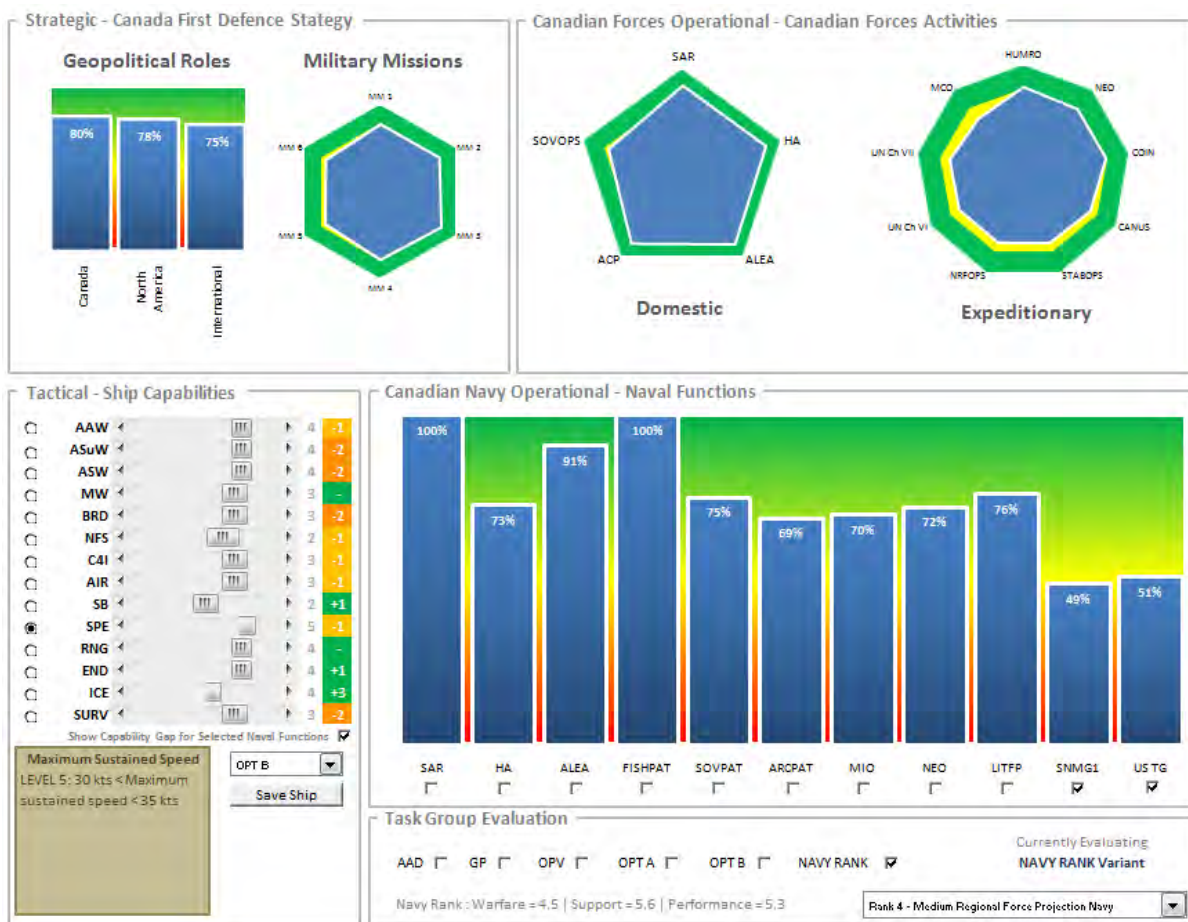 Strategic - Canada First Defence Stategy
Geopolitical Roles
Military Missions
80%
78%
75%
Canada
North
America
International
MM 1
MM 2
MM 3
MM 4
MM 5
MM 6
Canadian Forces Operational - Canadian Forces Activities
SAR
HA
ALEA
ACP
SOVOPS
Domestic
HUMRO
NEO
COIN
CANUS
STABOPS
NRFOPS
UN Ch VI
UN Ch VII
MCO
Expeditionary
Tactical - Ship Capabilities
AAW 4 -1
ASuW 4 -2
ASW 4 -2
MW 3 -
BRD 3 -2
NFS 2 -1
C4I 3 -1
AIR 3 -1
SB 2 +1
SPE 5 -1
RNG 4 -
END 4 +1
ICE 4 +3
SURV 3 -2
Show Capability Gap for Selected Naval Functions
Maximum Sustained Speed
LEVEL 5: 30 kts < Maximum
sustained speed < 35 kts
OPT B
Save Ship
Canadian Navy Operational - Naval Functions
100% 73% 91% 100% 75% 69% 70% 72% 76% 49% 51%
SAR HA ALEA FISHPAT SOVPAT ARCPAT MIO NEO LITFP SNMG1 US TG
Task Group Evaluation
AAD GP OPV OPT A OPT B NAVY RANK
Currently Evaluating
NAVY RANK Variant
Navy Rank : Warfare = 4.5 | Support = 5.6 | Performance = 5.3
Rank 4 - Medium Regional Force Projection Navy